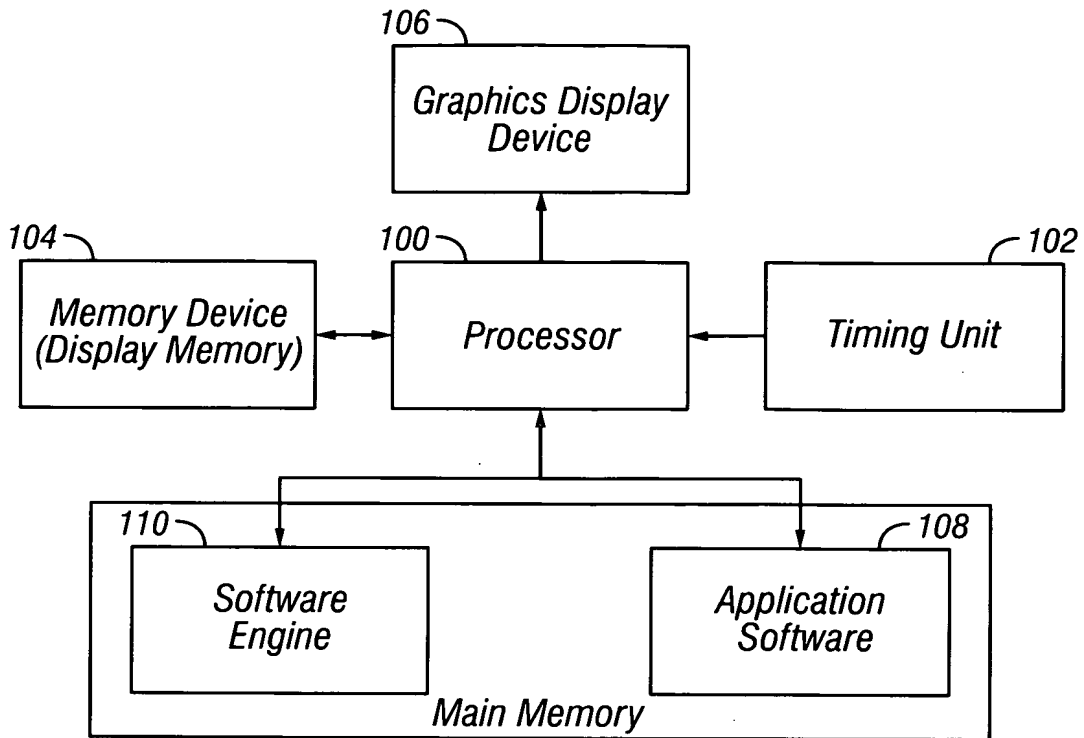 106
Graphics Display
Device
104
100
102
Memory Device
(Display Memory)
Processor
Timing Unit
110
108
Software
Engine
Application
Software
Main Memory